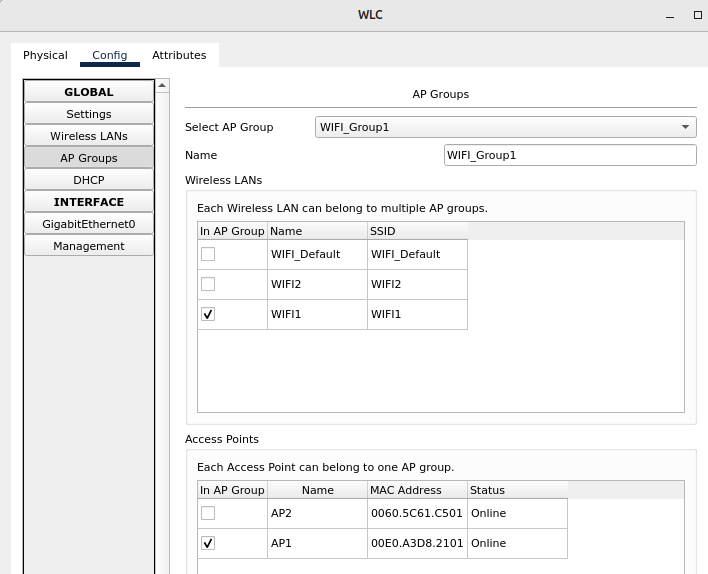 WLC
Physical Config Attributes
GLOBAL
Settings
Wireless LANs
AP Groups
DHCP
INTERFACE
GigabitEthernet0
Management
AP Groups
Select AP Group WIFI_Group1
Name WIFI_Group1
Wireless LANs
Each Wireless LAN can belong to multiple AP groups.
In AP Group Name SSID
WIFI_Default WIFI_Default
WIFI2 WIFI2
WIFI1 WIFI1
Access Points
Each Access Point can belong to one AP group.
In AP Group Name MAC Address Status
AP2 0060.5C61.C501 Online
AP1 00E0.A3D8.2101 Online